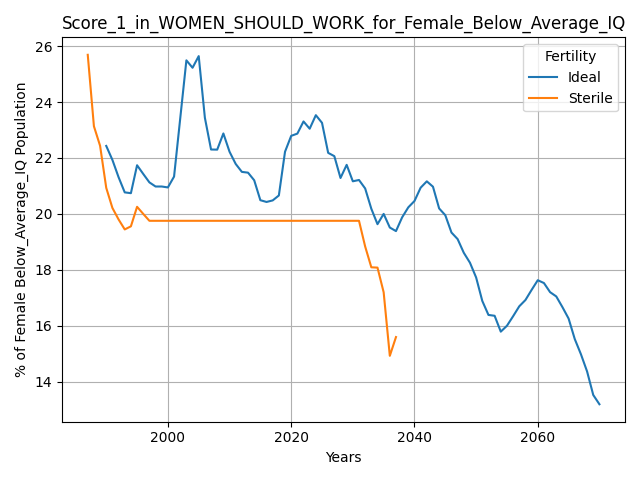 Score_1_in_WOMEN_SHOULD_WORK_for_Female_Below_Average_IQ
Fertility
Ideal
Sterile
% of Female Below_Average_IQ Population
26
24
22
20
18
16
14
2000
2020
2040
2060
Years